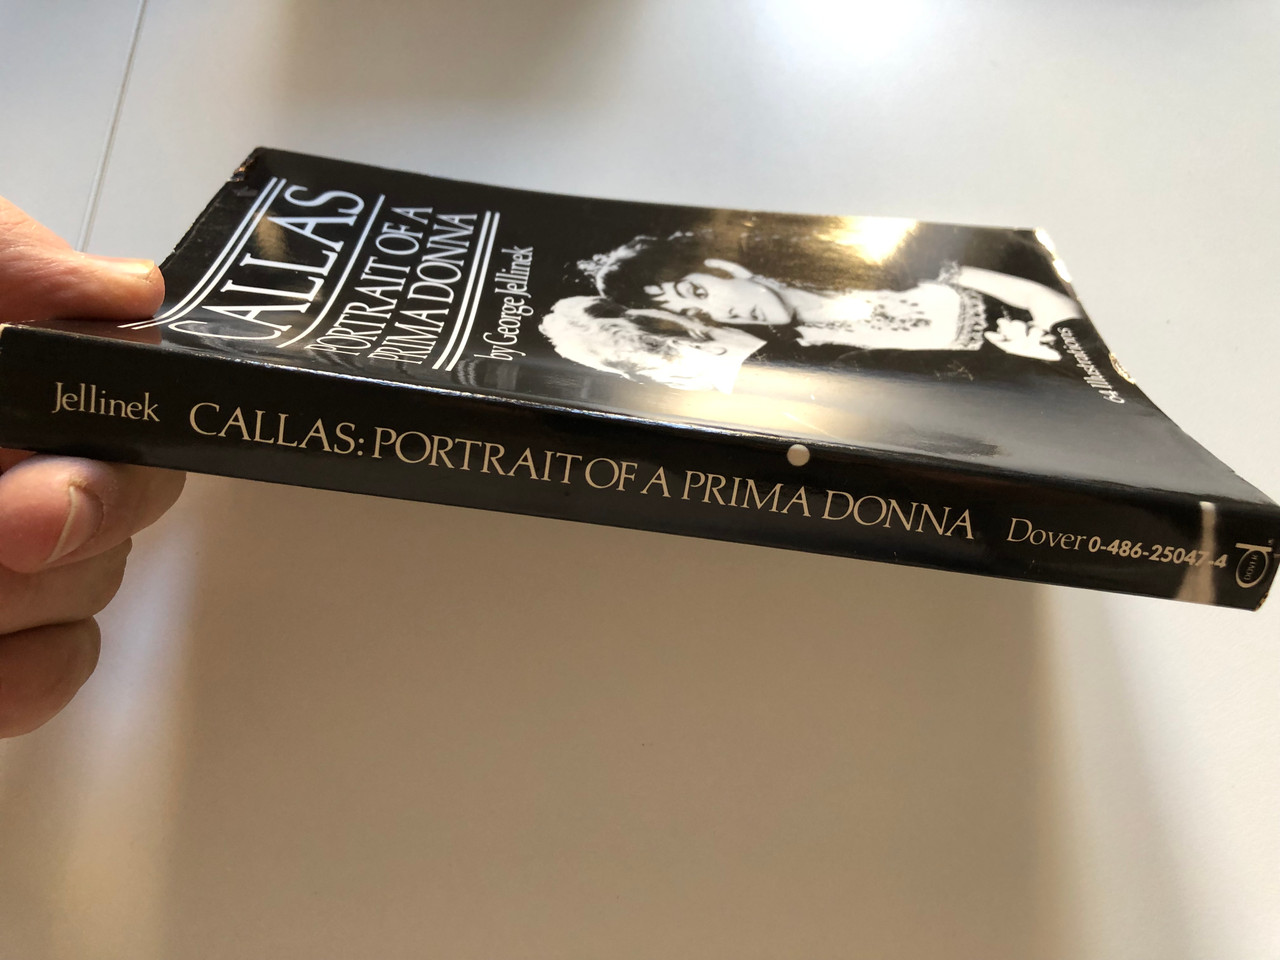 CALLAS
PORTRAIT OF A
PRIMA DONNA
by George Jellinek
64 Illustrations
Jellinek CALLAS: PORTRAIT OF A PRIMA DONNA Dover 0-486-25047-4
DOVER